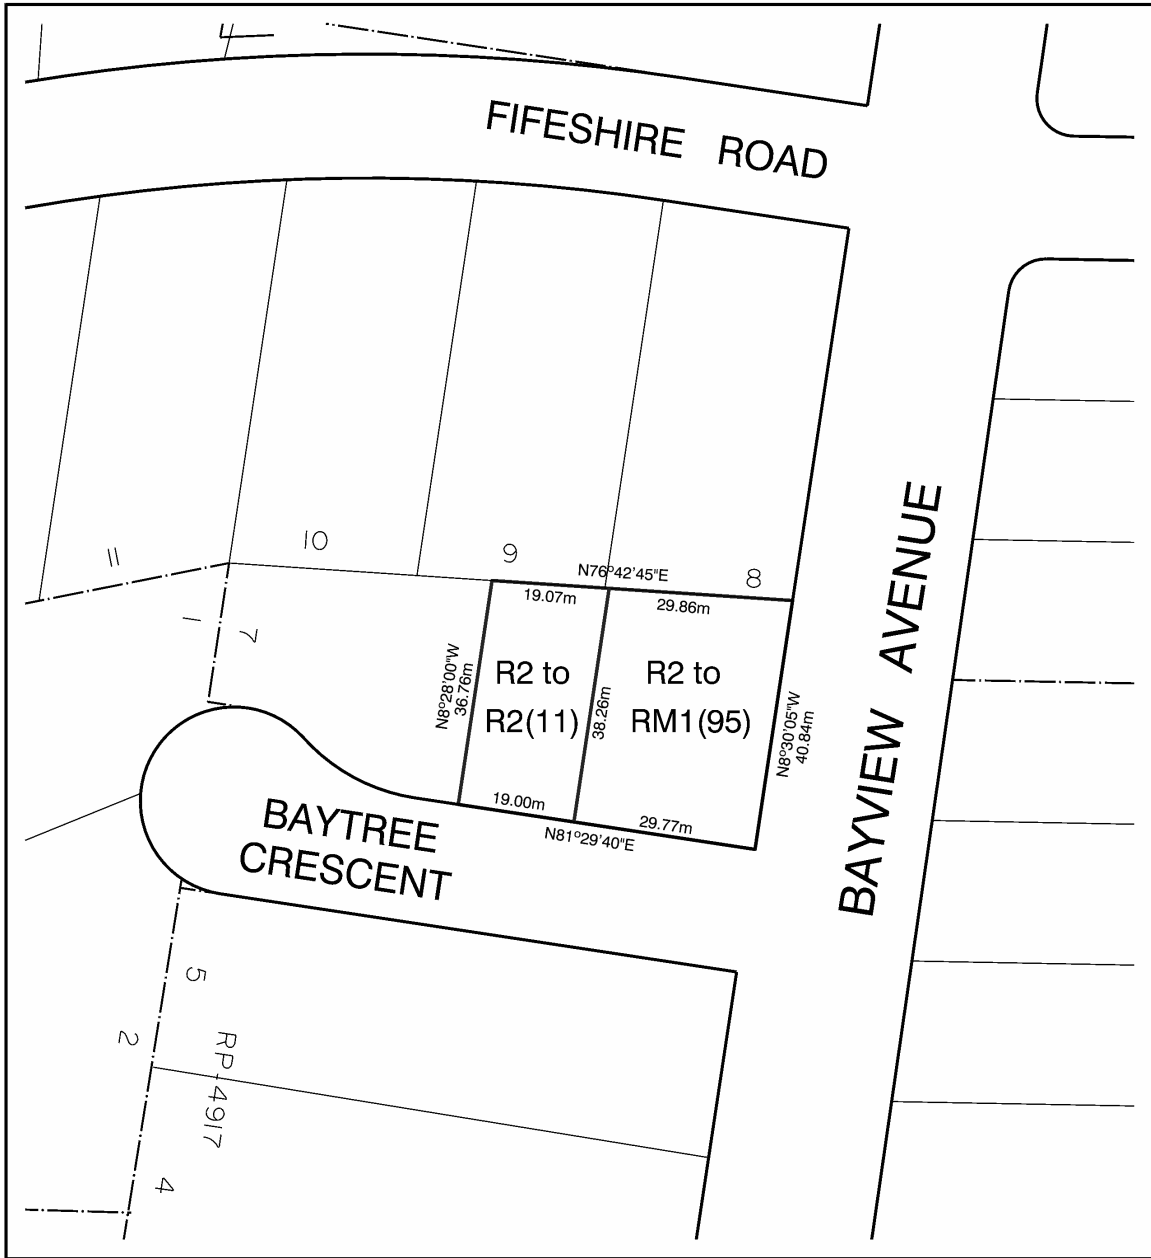 FIFESHIRE ROAD
BAYVIEW AVENUE
11
10
9
8
N76°42'45"E
19.07m
29.86m
1
7
N8°28'00"W
36.76m
R2 to
R2(11)
38.26m
R2 to
RM1(95)
N8°30'05"W
40.84m
19.00m
29.77m
N81°29'40"E
BAYTREE
CRESCENT
5
2
RP-4917
4